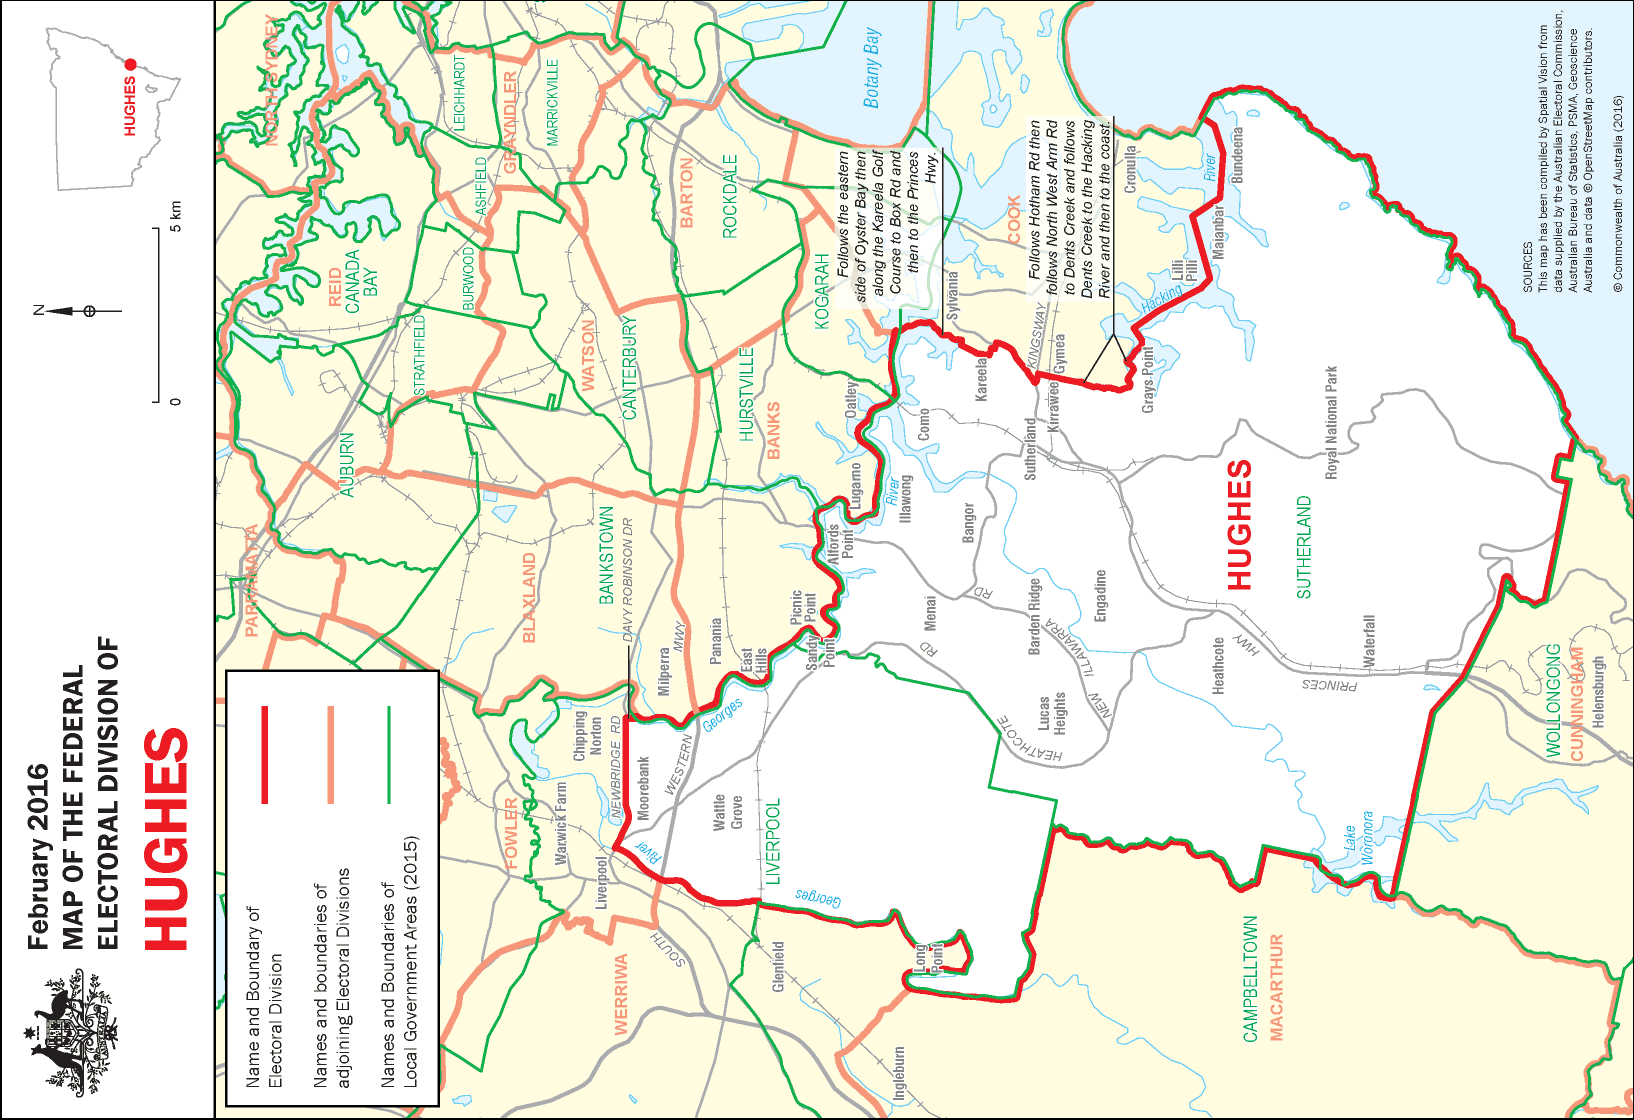 February 2016
MAP OF THE FEDERAL
ELECTORAL DIVISION OF
HUGHES
N
0
5 km
HUGHES
Name and Boundary of
Electoral Division
Names and boundaries of
adjoining Electoral Divisions
Names and Boundaries of
Local Government Areas (2015)
NORTH SYDNEY
LEICHHARDT
GRAYNDLER
MARRICKVILLE
ASHFIELD
REID
CANADA
BAY
BURWOOD
STRATHFIELD
AUBURN
PARRAMATTA
BARTON
ROCKDALE
WATSON
CANTERBURY
KOGARAH
HURSTVILLE
BANKS
BLAXLAND
BANKSTOWN
DAVY ROBINSON DR
Botany Bay
Follows the eastern
side of Oyster Bay then
along the Kareela Golf
Course to Box Rd and
then to the Princes
Hwy.
Follows Hotham Rd then
follows North West Arm Rd
to Dents Creek and follows
Dents Creek to the Hacking
River and then to the coast.
COOK
Cronulla
River
Bundeena
Maianbar
Lilli
Pilli
Hacking
Sylvania
KINGSWAY
Gymea
Kareela
Kirrawee
Grays Point
Oatley
Como
Sutherland
Royal National Park
Lugarno
River
Illawong
Alfords
Point
Bangor
HUGHES
SUTHERLAND
Picnic
Point
Sandy
Point
Menai
RD
RD
Barden Ridge
Engadine
NEW ILLAWARRA
HEATHCOTE
Lucas
Heights
Heathcote
PRINCES
HWY
Waterfall
Milperra
MWY
Panania
East
Hills
Georges
Chipping
Norton
NEWBRIDGE RD
Moorebank
WESTERN
Wattle
Grove
LIVERPOOL
FOWLER
Warwick Farm
Liverpool
River
Georges
WERRIWA
SOUTH
Glenfield
Long
Point
Ingleburn
CAMPBELLTOWN
MACARTHUR
Lake
Woronora
WOLLONGONG
CUNNINGHAM
Helensburgh
SOURCES
This map has been compiled by Spatial Vision from
data supplied by the Australian Electoral Commission,
Australian Bureau of Statistics, PSMA, Geoscience
Australia and data © OpenStreetMap contributors.
© Commonwealth of Australia (2016)